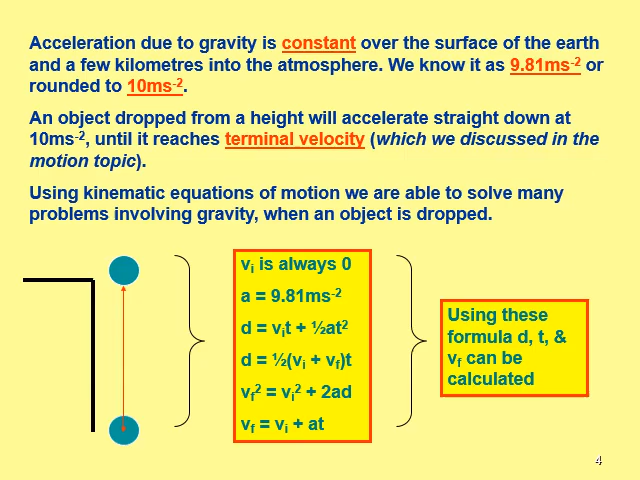 Acceleration due to gravity is constant over the surface of the earth
and a few kilometres into the atmosphere. We know it as 9.81ms⁻² or
rounded to 10ms⁻².
An object dropped from a height will accelerate straight down at
10ms⁻², until it reaches terminal velocity (which we discussed in the
motion topic).
Using kinematic equations of motion we are able to solve many
problems involving gravity, when an object is dropped.
vᵢ is always 0
a = 9.81ms⁻²
d = vᵢt + ½at²
d = ½(vᵢ + v_f)t
v_f² = vᵢ² + 2ad
v_f = vᵢ + at
Using these
formula d, t, &
v_f can be
calculated
4